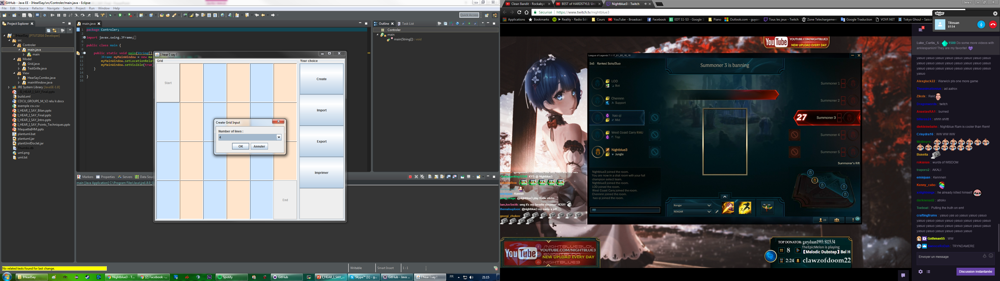 GitHub - Java EE - IHearISay/src/Controler/main.java - Eclipse
File Edit Source Refactor Navigate Search Project Run Window Help
Quick Access
Project Explorer
IHearISay [PTUT2016 Developer]
src
Controler
main.java
main
Model
Grid.java
TestGrille.java
View
HearSayCombo.java
mainWindow.java
JRE System Library [JavaSE-1.8]
~$I_HEAR_I_SAY_Final.pptx
build.xml
CDCU_GROUPE_M_V2 relu lr.docx
exemple csv.csv
I_HEAR_I_SAY_Bilan.pptx
I_HEAR_I_SAY_Final.pptx
I_HEAR_I_SAY_Intro.pptx
I_HEAR_I_SAY_Points_Techniques.pptx
MaquetteIHM.pptx
plantuml.bat
plantuml.jar
plantUmlDoclet.jar
Thumbs.db
uml.png
uml.txt
main.java
1 package Controler;
2
3 import javax.swing.JFrame;
6
7 public class main {
8
9 public static void main(String[]
10 JFrame myMainWindow = new ma
11 myMainWindow.setLocationRela
12 myMainWindow.setVisible(true
13 }
14
15 }
16
Outline Task List
Controler
main
main(String[]) : void
I hear I say !
Grid
Your choice
Start
End
Create
Import
Export
Imprimer
Create Grid Input
Number of lines :
4
OK Annuler
Markers Properties Servers Data Sou
main [Java Application] C:\Program Files\Java\jre1.8.0_9
No related tests found for last change.
Writable Smart Insert 1 : 1
IHearISay
Nightblue3 - T...
(2) Facebook - ...
Spotify
GitHub
I_HEAR_I_SAY_...
Skype™ [1] - g...
GitHub - Java ...
I hear I say !
FR
21:15
Clean Bandit - Rockabye
BEST of HARDSTYLE: Un
Nightblue3 - Twitch
Ikea's
Sécurisé https://www.twitch.tv/nightblue3
Applications Bookmarks Reality - Radio Edi Cours YouTube - Broadcast Facebook EDT S1-S3 - Google S Piano Outlook.com - guyom Tous les jeux - Twitch Zone Telechargement Google Traduction VOVF.NET Tokyo Ghoul – Saison
skype
Titouan
07:54
YouTube
YOUTUBE.COM/NIGHTBLUE3
NEW UPLOAD EVERY DAY
League of Legends 7.1.17_01_05_16_16
5v5 Ranked Solo/Duo
Summoner 3 is banning
LOD
Bot
Chennnn
Support
hao qi
Mid
West Coast Carry RMU
Top
Nightblue3
Jungle
Summoner 1
Summoner 2
27 Summoner 3
Summoner 4
Summoner 5
Summoner's Rift
Nightblue3 joined the room.
You are now in a chat room with your full
champion select team.
Nightblue3 joined the room.
LOD joined the room.
West Coast Carry joined the room.
Chennnn joined the room.
hao qi joined the room.
Rengar
RENGAR
28
KYS @ Nightblue3
Kennen
@nightblue3 play fiddle sticks
IamJonSmith: omg it's my favorite streamer! ND5!!!
therealsuploon: @nightblue3 my name a jeff
georgi_zhukov:
YouTube
/NIGHTBLUE3LOL
YOUTUBE.COM/NIGHTBLUE3
NEW UPLOAD EVERY DAY
NIGHTBLUE3
TOP DONATOR: garyduan1993: $115.34
TheEpicMelon is playing
# 8
【Melodic Dubstep】Bel H
2:24
clawzofdoom22
1
Luke_Curtis_S : 1500 Do some more videos with
anklespankin! They are my favorite!
yasuo yasuo yasuo yasuo yasuo yasuo yasuo
yasuo yasuo yasuo yasuo yasuo yasuo yasuo
yasuo yasuo yasuo yasuo yasuo yasuo yasuo
yasuo
Alexgluck22 : Warwick pls one more game
: ad aatrox
Zikolx : Rekt
: twitch
AnastasRA1 : burned
: ohhh shittt
diekleinebahn : Nightblue Ram is cooler than Rem!
Crisydra16 : WW WW WW
Wollmyre :
Buseita :
rokianas : wurds of WISDOM
traporo2 : AKALI
eminjuan : Kennnen
Kenny_cabo :
: he already killed himself
darknenad2 : atrokx
Toeboat : Putting the truth on em!
craftingfrums : yasuo yas uo yasuo yasuo yasuo
yasuo yasuo yasuo yasuo yasuo yasuo yasuo
yasuo yasuo yasuo yasuo yasuo yasuo yasuo
yasuo yasuo yasuo yasuo yasuo yasuo
Gothman55 : WW
: TRYNDAMERE
Envoyer un message
Discussion instantanée